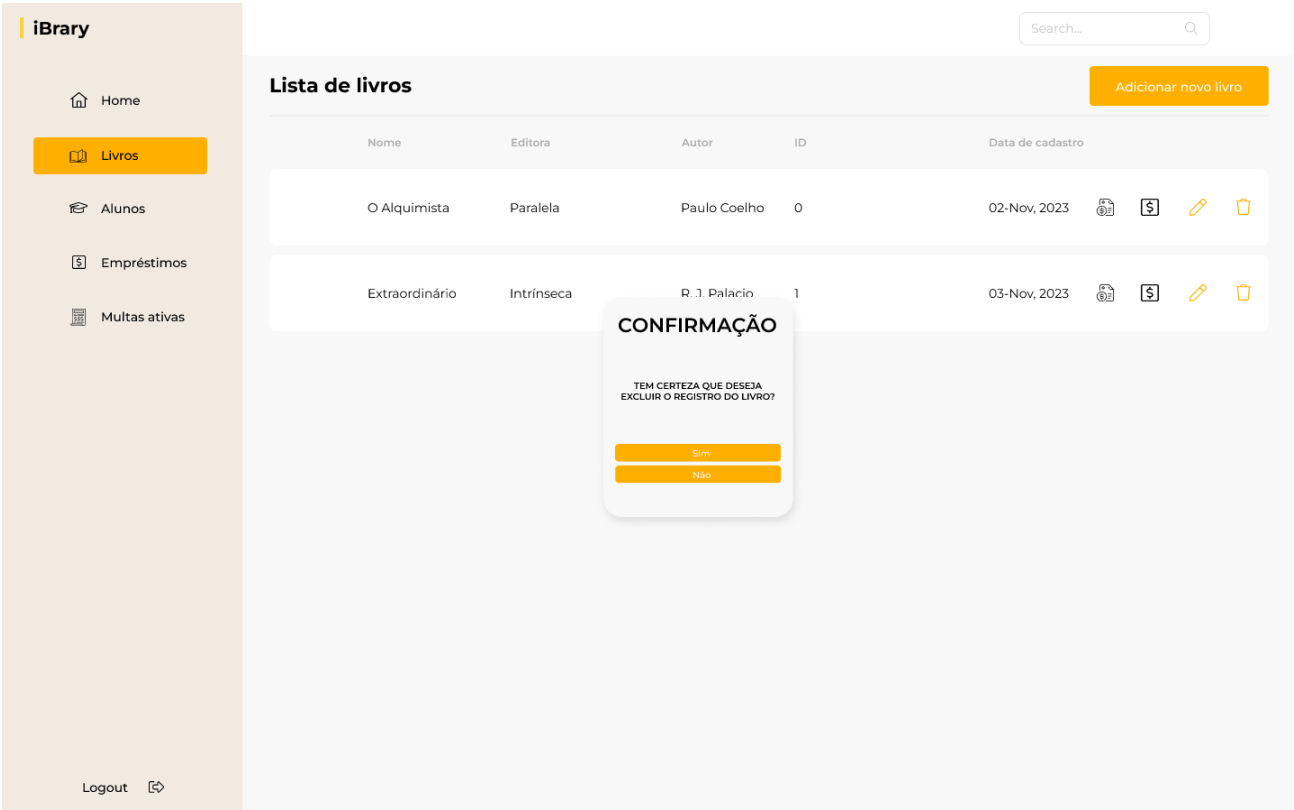 iBrary
Search...
Home
Livros
Alunos
Empréstimos
Multas ativas
Logout
Lista de livros
Adicionar novo livro
Nome Editora Autor ID Data de cadastro
O Alquimista Paralela Paulo Coelho 0 02-Nov, 2023
Extraordinário Intrínseca R. J. Palacio 1 03-Nov, 2023
CONFIRMAÇÃO
TEM CERTEZA QUE DESEJA
EXCLUIR O REGISTRO DO LIVRO?
Sim
Não